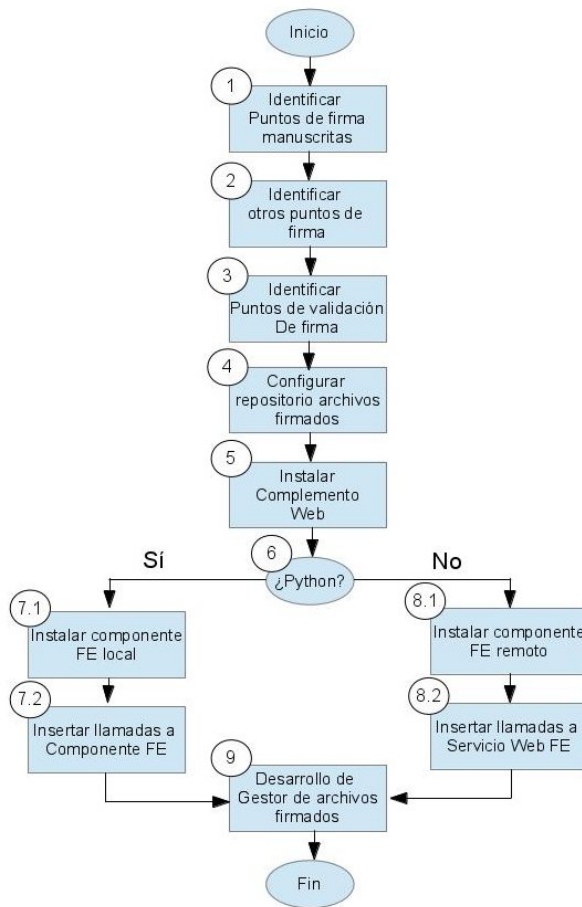 Inicio
1
Identificar
Puntos de firma
manuscritas
2
Identificar
otros puntos de
firma
3
Identificar
Puntos de validación
De firma
4
Configurar
repositorio archivos
firmados
5
Instalar
Complemento
Web
6
Sí
No
¿Python?
7.1
Instalar componente
FE local
7.2
Insertar llamadas a
Componente FE
8.1
Instalar componente
FE remoto
8.2
Insertar llamadas a
Servicio Web FE
9
Desarrollo de
Gestor de archivos
firmados
Fin